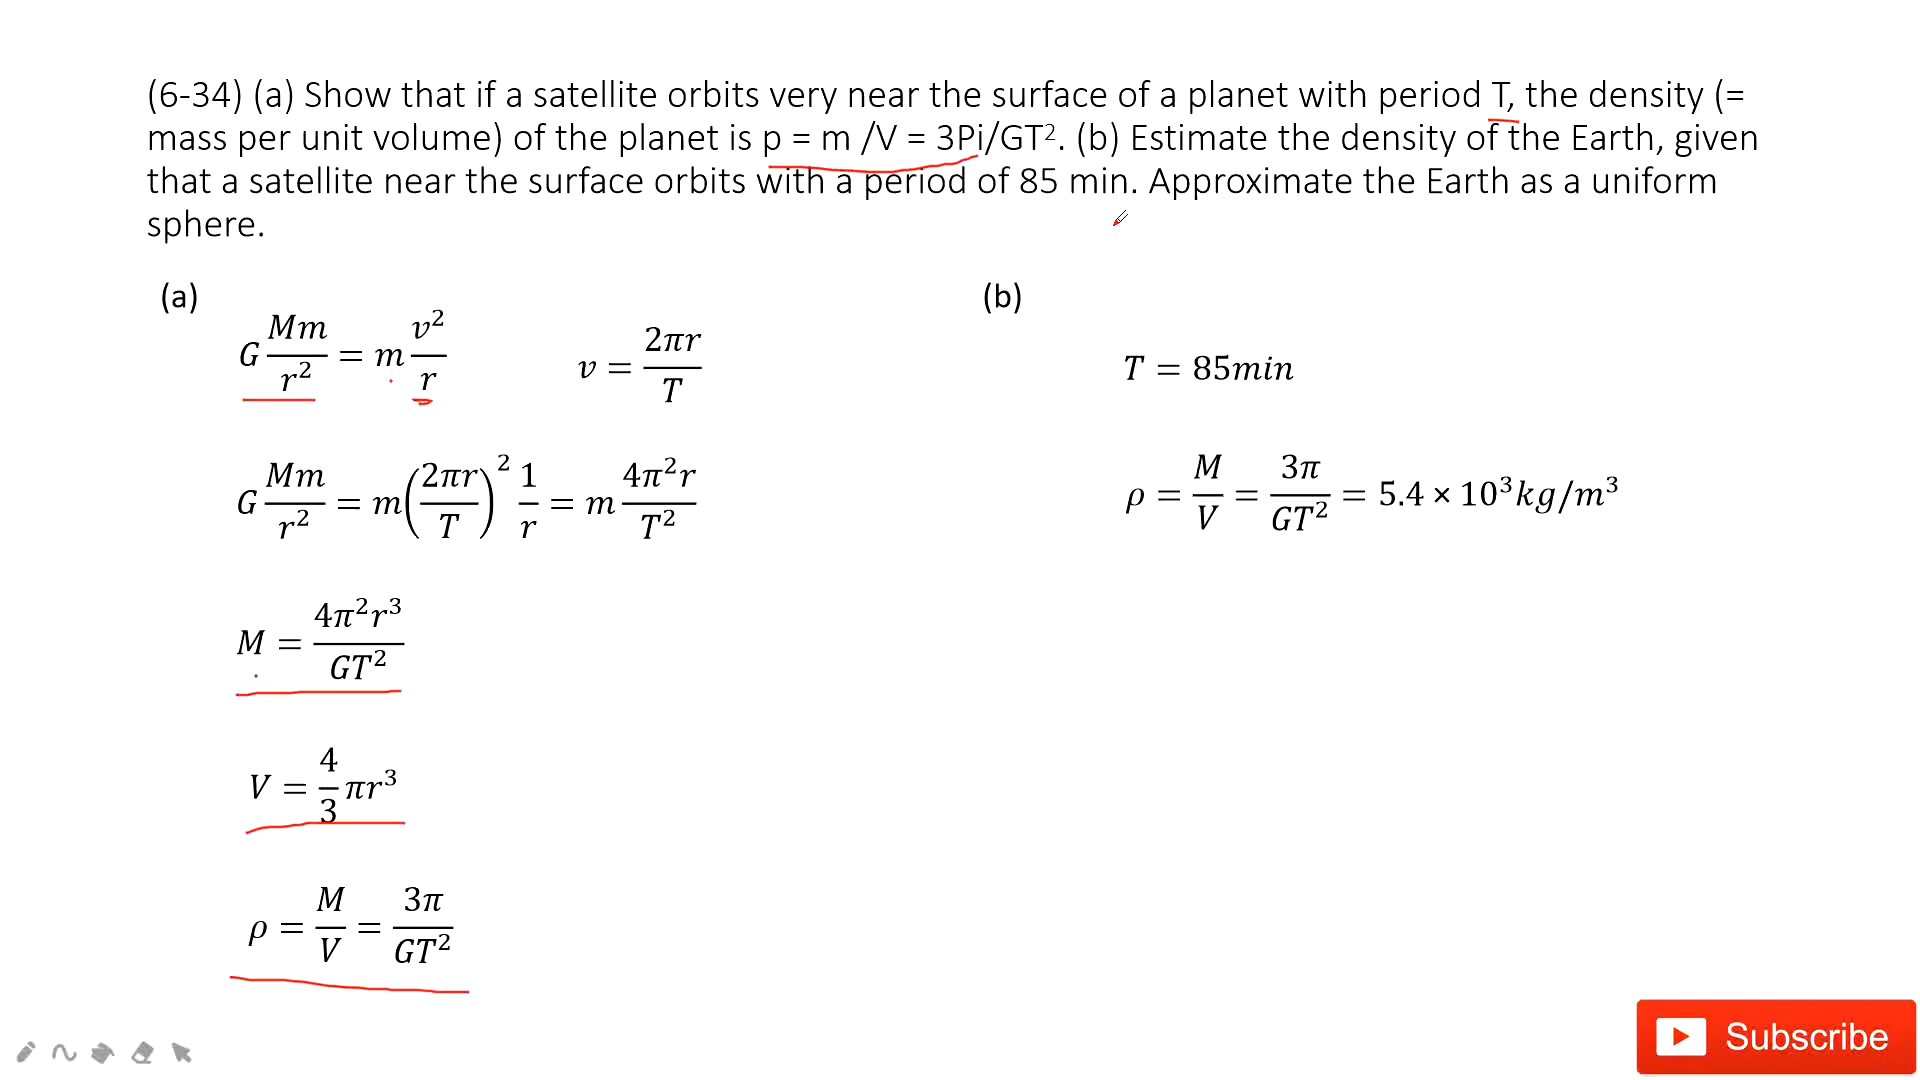 (6-34) (a) Show that if a satellite orbits very near the surface of a planet with period T, the density (=
mass per unit volume) of the planet is p = m /V = 3Pi/GT². (b) Estimate the density of the Earth, given
that a satellite near the surface orbits with a period of 85 min. Approximate the Earth as a uniform
sphere.
(a)
G Mm/r² = m v²/r
v = 2πr/T
G Mm/r² = m(2πr/T)² 1/r = m 4π²r/T²
M = 4π²r³/GT²
V = 4/3 πr³
ρ = M/V = 3π/GT²
(b)
T = 85min
ρ = M/V = 3π/GT² = 5.4 × 10³kg/m³
Subscribe